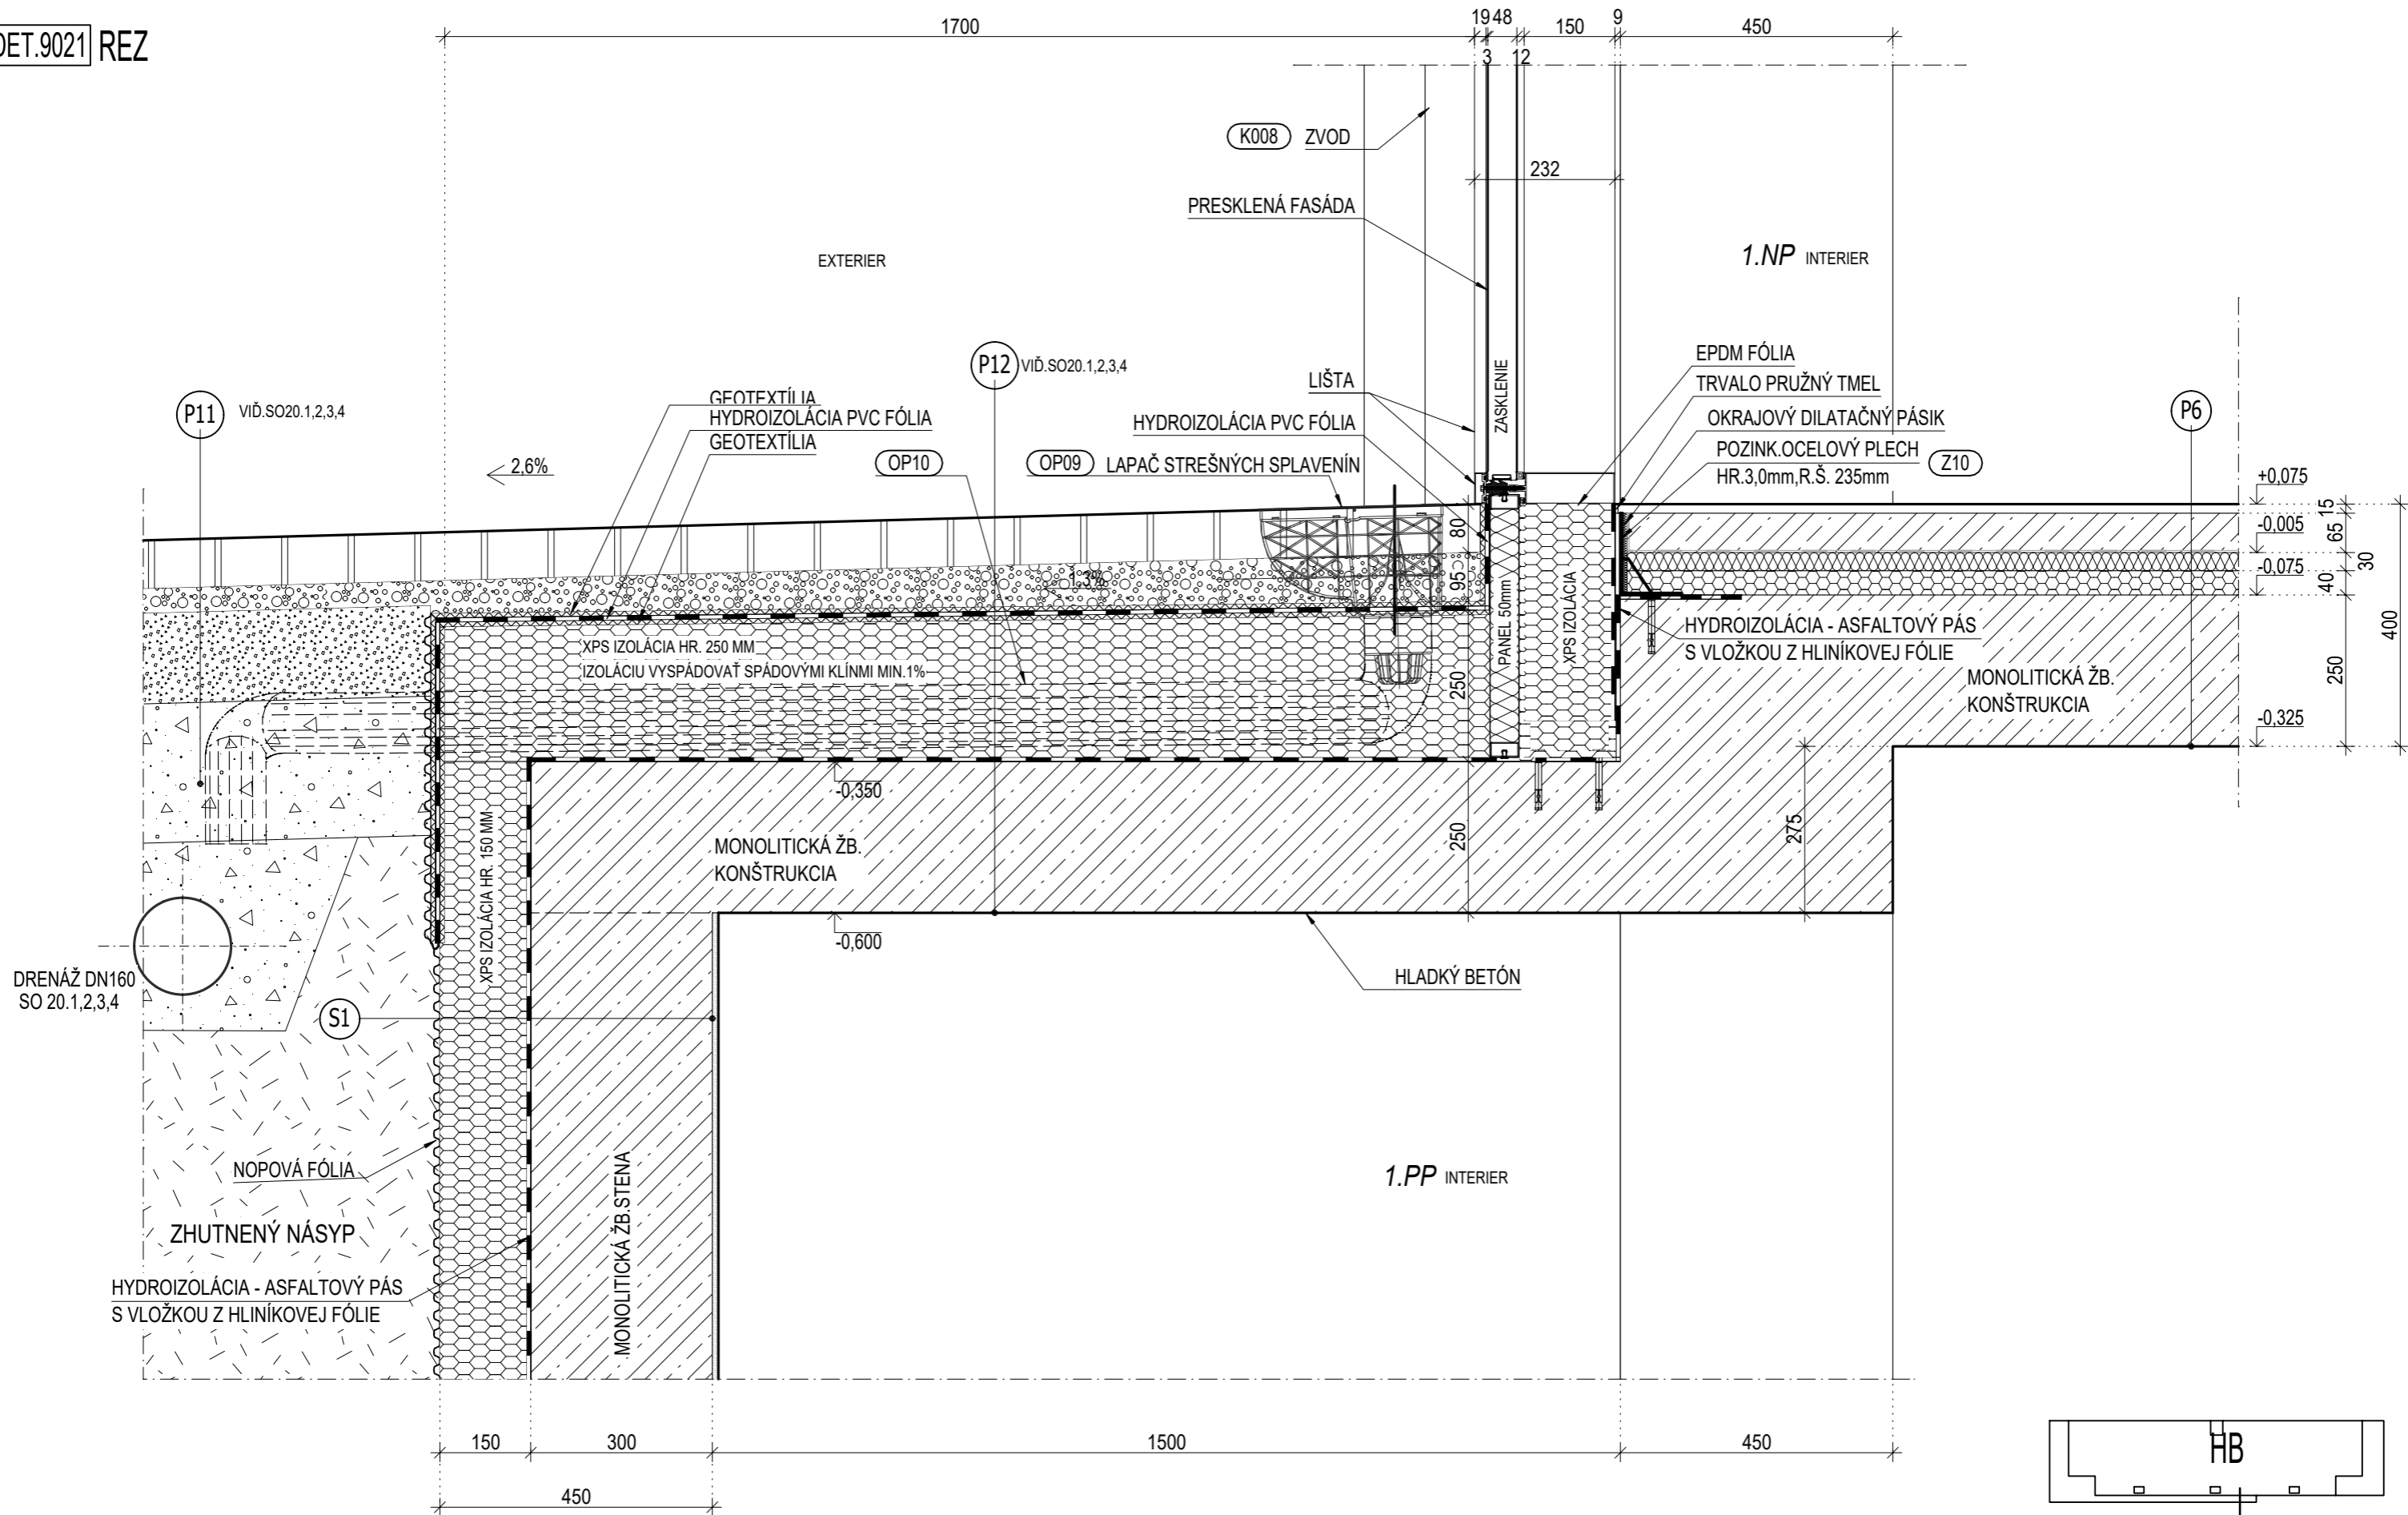 DET.9021 REZ
1700
19 48
150
9
450
3
12
K008 ZVOD
232
PRESKLENÁ FASÁDA
EXTERIER
1.NP INTERIER
P12 VIĎ.SO20.1,2,3,4
P11 VIĎ.SO20.1,2,3,4
GEOTEXTÍLIA
HYDROIZOLÁCIA PVC FÓLIA
GEOTEXTÍLIA
LIŠTA
HYDROIZOLÁCIA PVC FÓLIA
ZASKLENIE
EPDM FÓLIA
TRVALO PRUŽNÝ TMEL
OKRAJOVÝ DILATAČNÝ PÁSIK
POZINK.OCELOVÝ PLECH
HR.3,0mm,R.Š. 235mm
Z10
P6
2,6%
OP10
OP09 LAPAČ STREŠNÝCH SPLAVENÍN
+0,075
-0,005
-0,075
-0,325
15
65
30
40
250
400
80
95
250
250
1,3%
PANEL 50mm
XPS IZOLACIA
XPS IZOLÁCIA HR. 250 MM
IZOLÁCIU VYSPÁDOVAŤ SPÁDOVÝMI KLÍNMI MIN.1%
HYDROIZOLÁCIA - ASFALTOVÝ PÁS
S VLOŽKOU Z HLINÍKOVEJ FÓLIE
MONOLITICKÁ ŽB.
KONŠTRUKCIA
-0,350
MONOLITICKÁ ŽB.
KONŠTRUKCIA
275
-0,600
HLADKÝ BETÓN
XPS IZOLÁCIA HR. 150 MM
DRENÁŽ DN160
SO 20.1,2,3,4
S1
NOPOVÁ FÓLIA
ZHUTNENÝ NÁSYP
HYDROIZOLÁCIA - ASFALTOVÝ PÁS
S VLOŽKOU Z HLINÍKOVEJ FÓLIE
MONOLITICKÁ ŽB.STENA
1.PP INTERIER
150
300
1500
450
450
HB